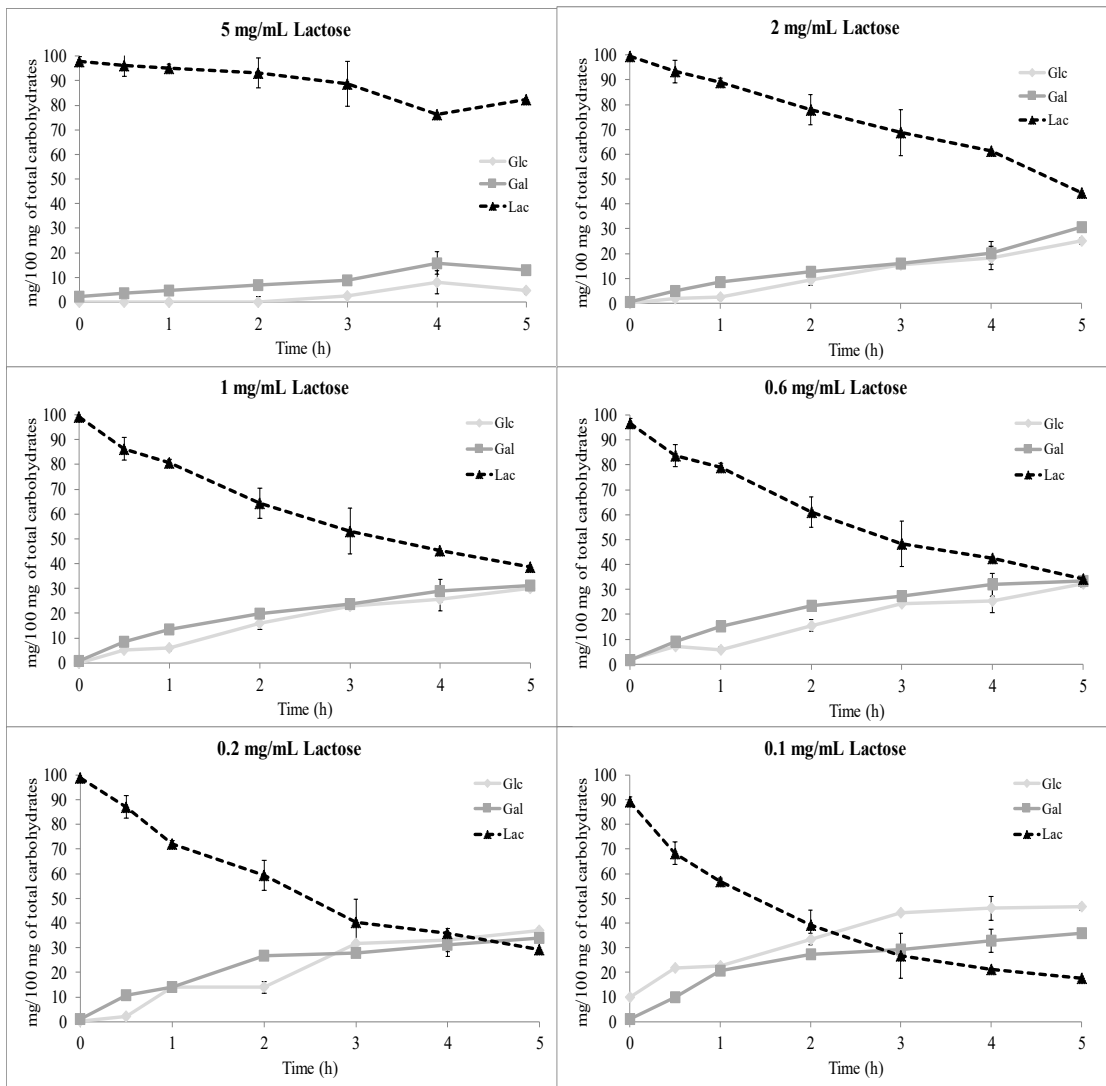 5 mg/mL Lactose
mg/100 mg of total carbohydrates
100
90
80
70
60
50
40
30
20
10
0
Glc
Gal
Lac
0 1 2 3 4 5
Time (h)
2 mg/mL Lactose
mg/100 mg of total carbohydrates
100
90
80
70
60
50
40
30
20
10
0
Glc
Gal
Lac
0 1 2 3 4 5
Time (h)
1 mg/mL Lactose
mg/100 mg of total carbohydrates
100
90
80
70
60
50
40
30
20
10
0
Glc
Gal
Lac
0 1 2 3 4 5
Time (h)
0.6 mg/mL Lactose
mg/100 mg of total carbohydrates
100
90
80
70
60
50
40
30
20
10
0
Glc
Gal
Lac
0 1 2 3 4 5
Time (h)
0.2 mg/mL Lactose
mg/100 mg of total carbohydrates
100
90
80
70
60
50
40
30
20
10
0
Glc
Gal
Lac
0 1 2 3 4 5
Time (h)
0.1 mg/mL Lactose
mg/100 mg of total carbohydrates
100
90
80
70
60
50
40
30
20
10
0
Glc
Gal
Lac
0 1 2 3 4 5
Time (h)